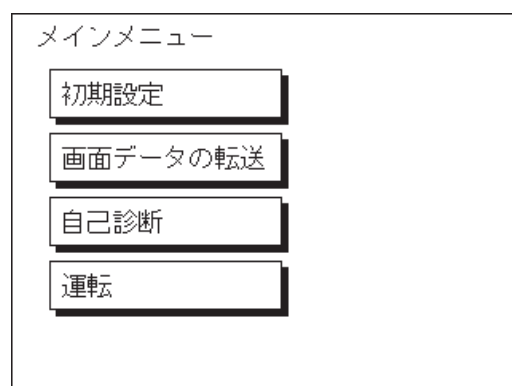 メインメニュー
初期設定
画面データの転送
自己診断
運転